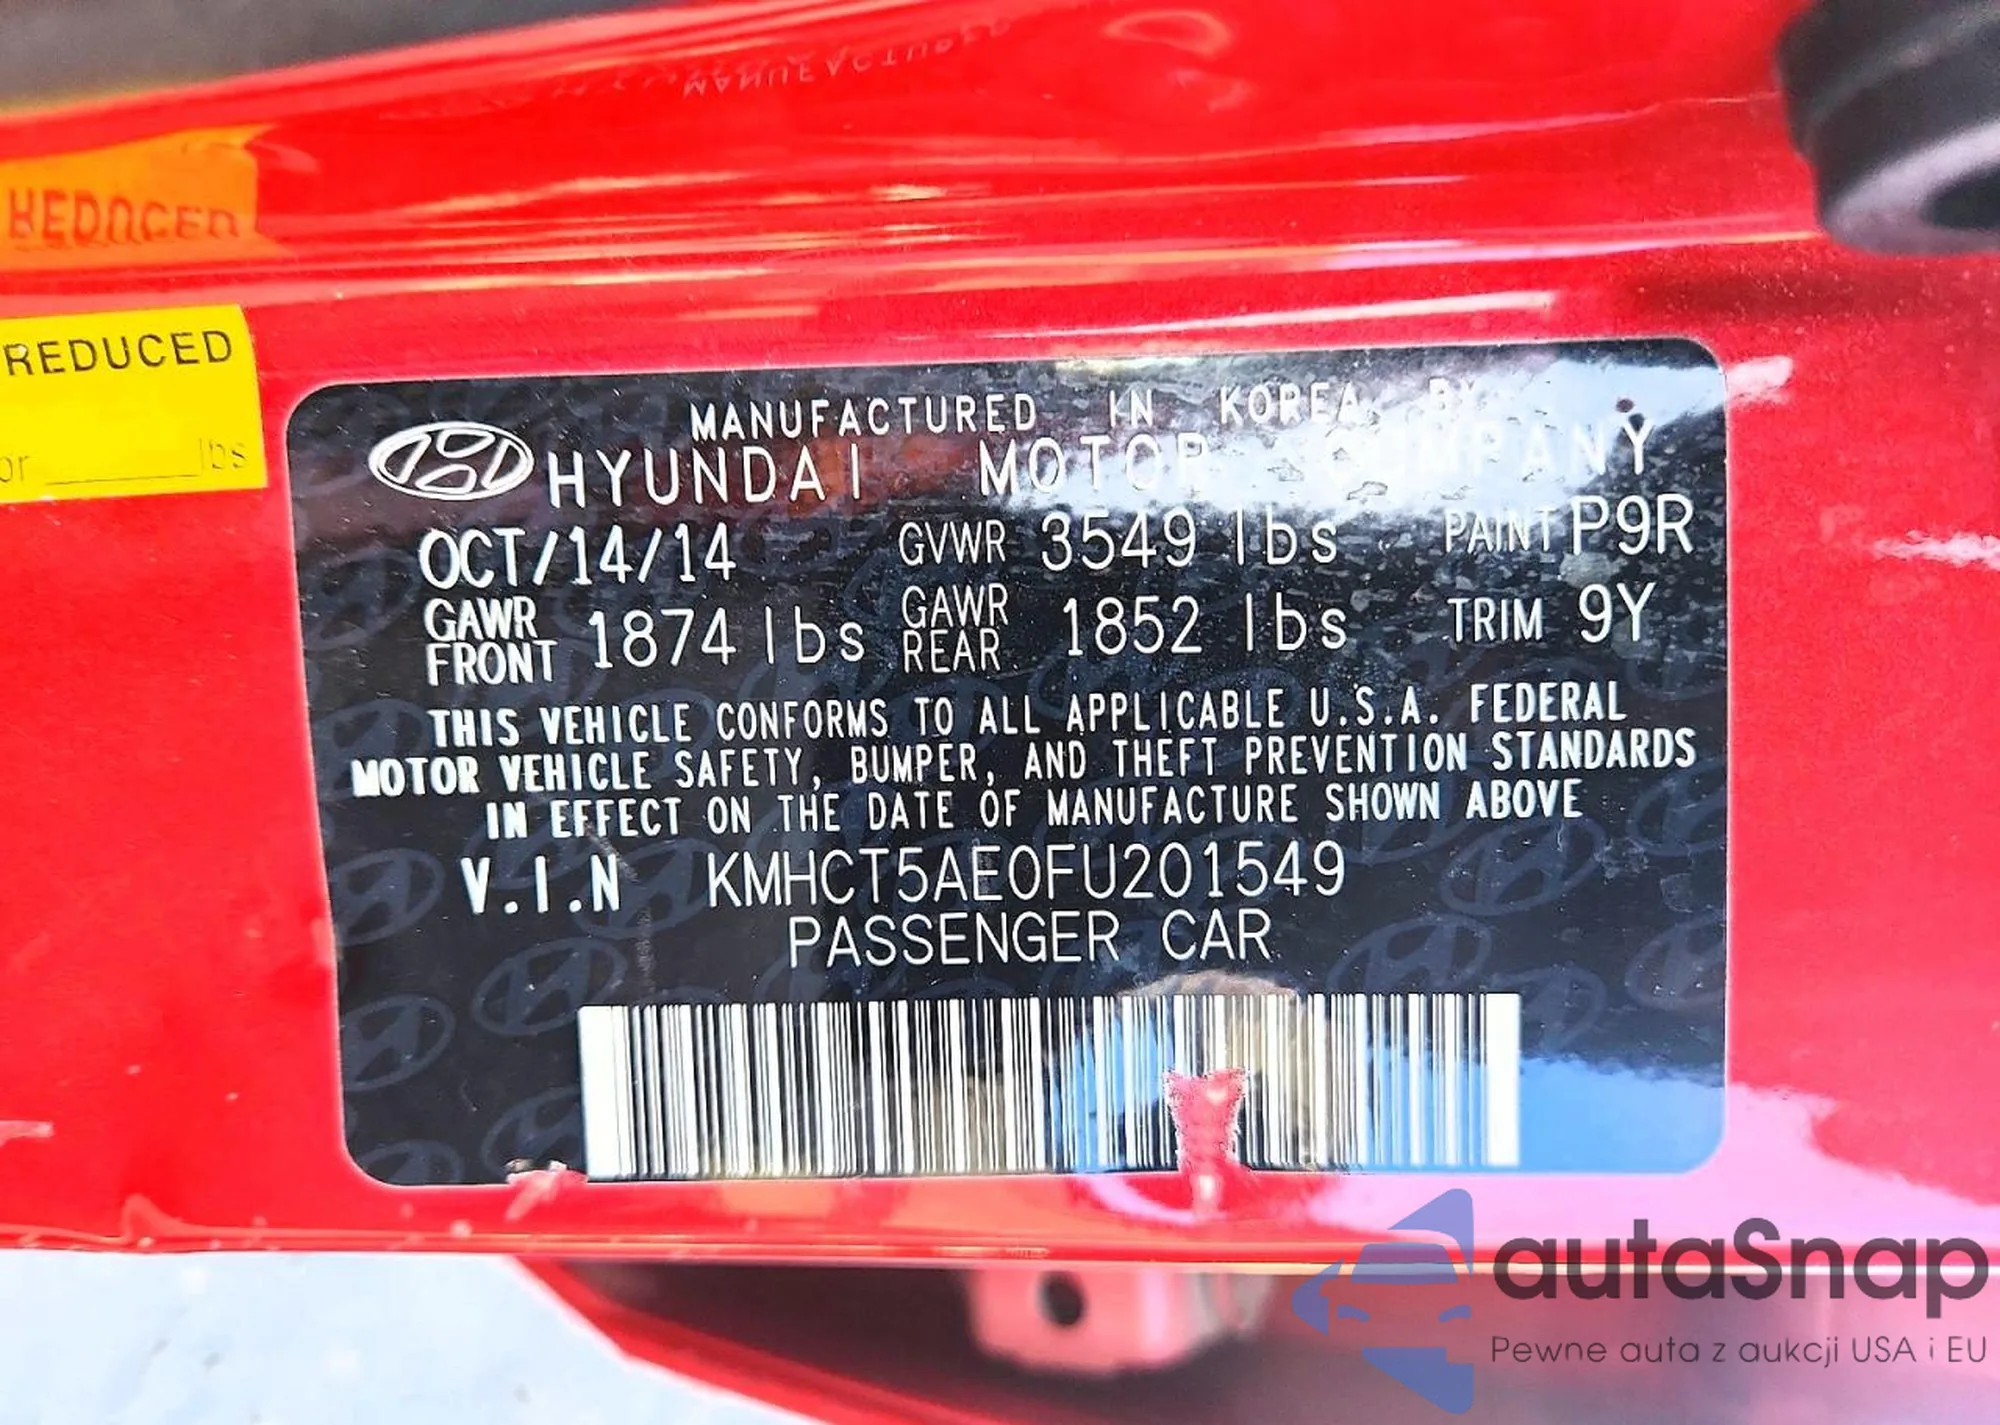 REDUCED
lbs
MANUFACTURED IN KOREA BY
HYUNDAI MOTOR COMPANY
OCT/14/14 GVWR 3549 lbs PAINT P9R
GAWR FRONT 1874 lbs GAWR REAR 1852 lbs TRIM 9Y
THIS VEHICLE CONFORMS TO ALL APPLICABLE U.S.A. FEDERAL
MOTOR VEHICLE SAFETY, BUMPER, AND THEFT PREVENTION STANDARDS
IN EFFECT ON THE DATE OF MANUFACTURE SHOWN ABOVE
V.I.N KMHCT5AE0FU201549
PASSENGER CAR
autaSnap
Pewne auta z aukcji USA i EU